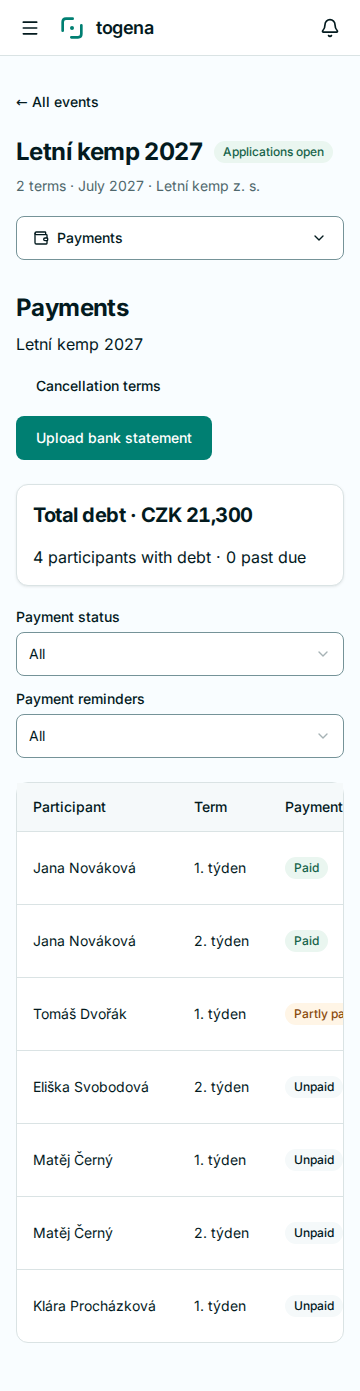 togena
← All events
Letní kemp 2027 Applications open
2 terms · July 2027 · Letní kemp z. s.
Payments
Payments
Letní kemp 2027
Cancellation terms
Upload bank statement
Total debt · CZK 21,300
4 participants with debt · 0 past due
Payment status
All
Payment reminders
All
Participant Term Payment
Jana Nováková 1. týden Paid
Jana Nováková 2. týden Paid
Tomáš Dvořák 1. týden Partly pa
Eliška Svobodová 2. týden Unpaid
Matěj Černý 1. týden Unpaid
Matěj Černý 2. týden Unpaid
Klára Procházková 1. týden Unpaid